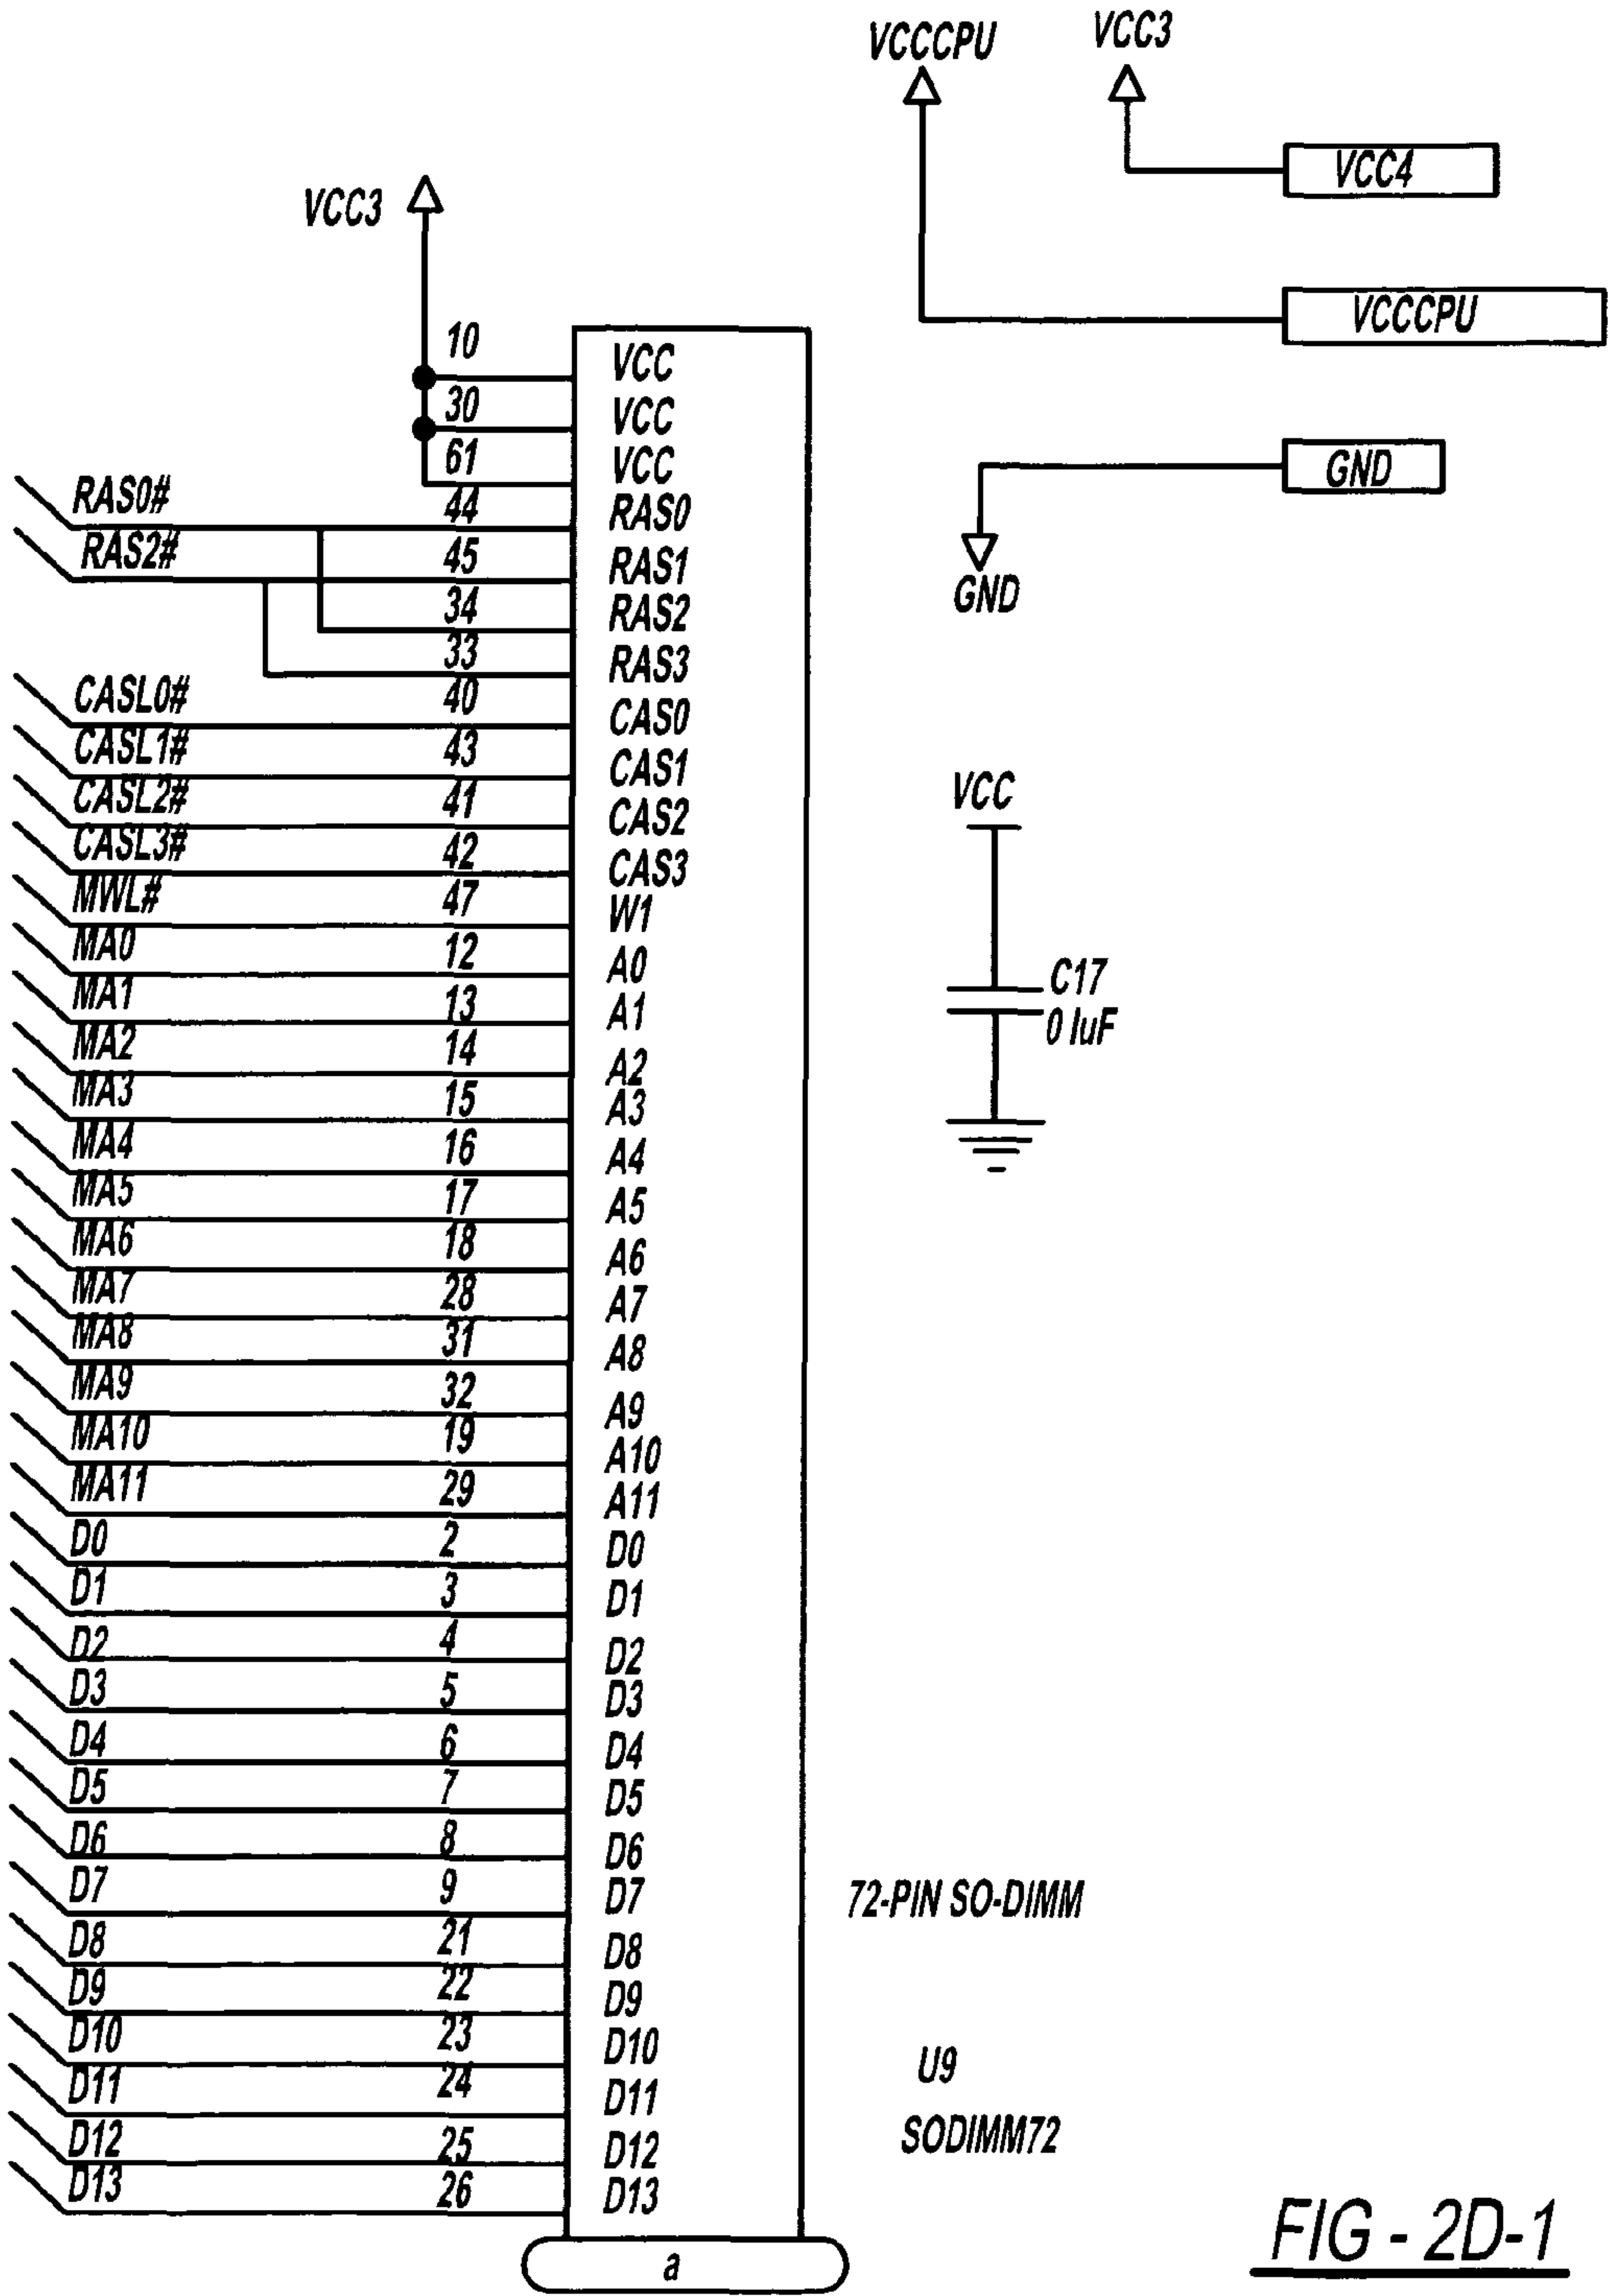 VCCCPU VCC3
VCC4
VCC3
VCCCPU
10 VCC
30 VCC
61 VCC
GND
RAS0# 44 RAS0
RAS2# 45 RAS1
GND
34 RAS2
33 RAS3
CASL0# 40 CAS0
CASL1# 43 CAS1
CASL2# 41 CAS2
VCC
CASL3# 42 CAS3
MWL# 47 W1
MA0 12 A0
C17
MA1 13 A1
0 1uF
MA2 14 A2
MA3 15 A3
MA4 16 A4
MA5 17 A5
MA6 18 A6
MA7 28 A7
MA8 31 A8
MA9 32 A9
MA10 19 A10
MA11 29 A11
D0 2 D0
D1 3 D1
D2 4 D2
D3 5 D3
D4 6 D4
D5 7 D5
D6 8 D6
D7 9 D7
72-PIN SO-DIMM
D8 21 D8
D9 22 D9
D10 23 D10
U9
D11 24 D11
SODIMM72
D12 25 D12
D13 26 D13
FIG - 2D-1
a